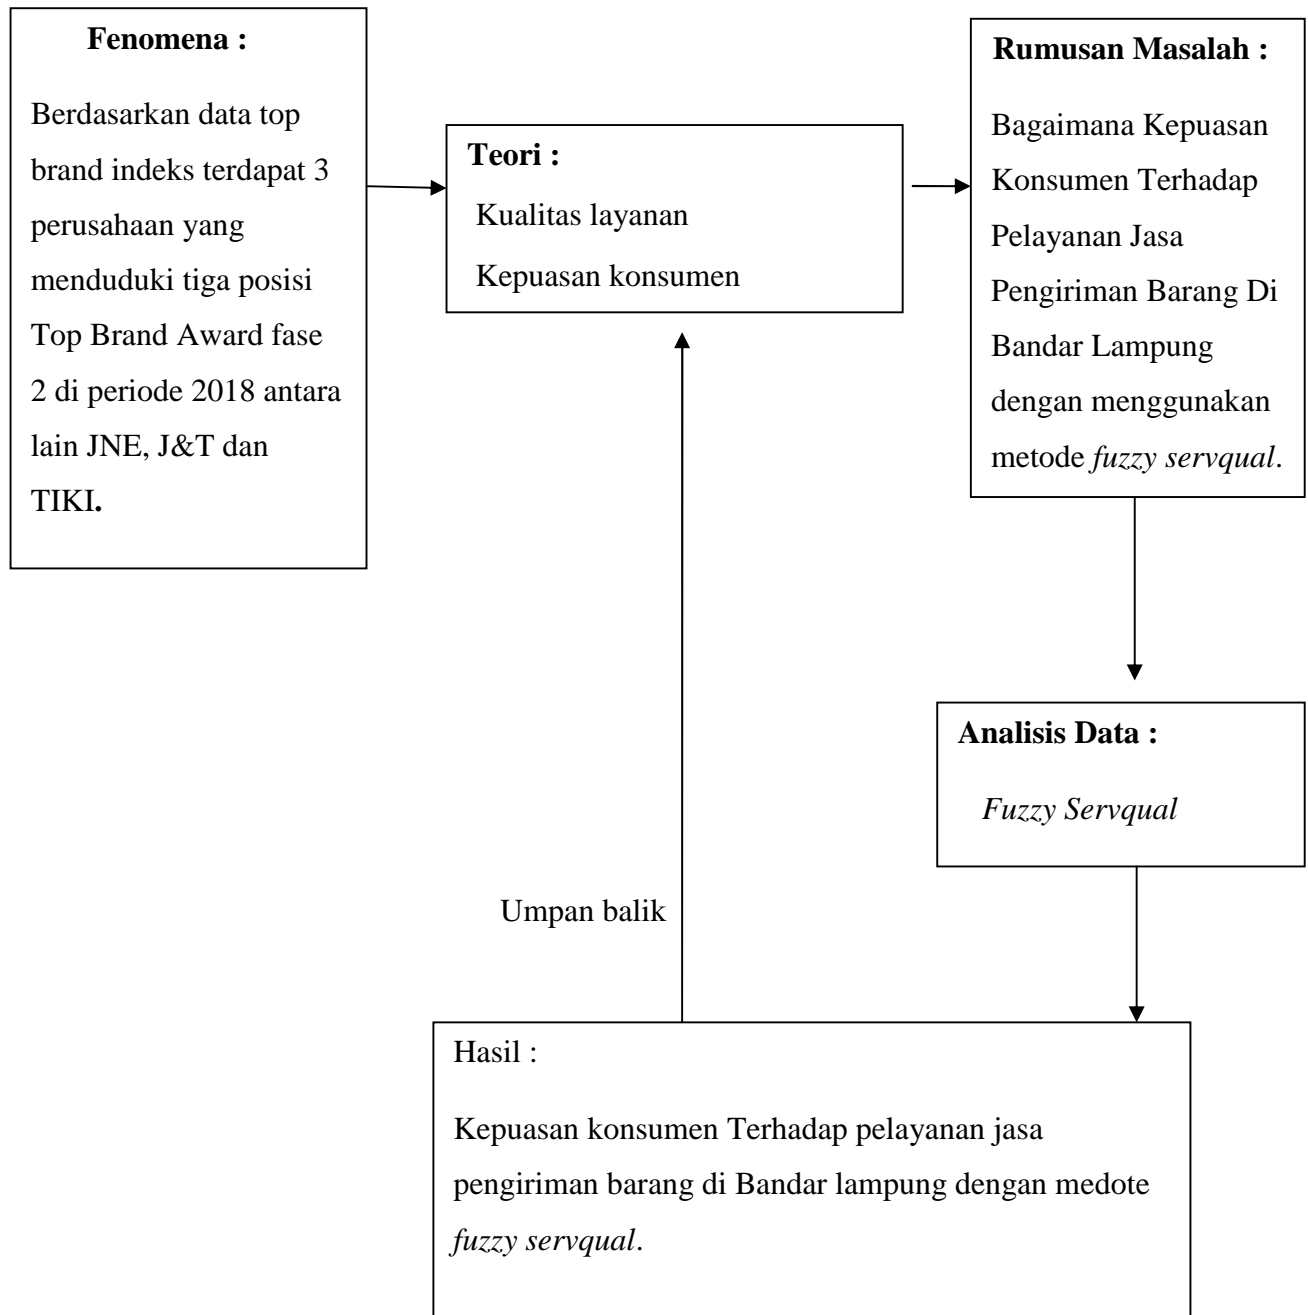 Fenomena :
Berdasarkan data top
brand indeks terdapat 3
perusahaan yang
menduduki tiga posisi
Top Brand Award fase
2 di periode 2018 antara
lain JNE, J&T dan
TIKI.
Teori :
Kualitas layanan
Kepuasan konsumen
Rumusan Masalah :
Bagaimana Kepuasan
Konsumen Terhadap
Pelayanan Jasa
Pengiriman Barang Di
Bandar Lampung
dengan menggunakan
metode fuzzy servqual.
Analisis Data :
Fuzzy Servqual
Umpan balik
Hasil :
Kepuasan konsumen Terhadap pelayanan jasa
pengiriman barang di Bandar lampung dengan medote
fuzzy servqual.